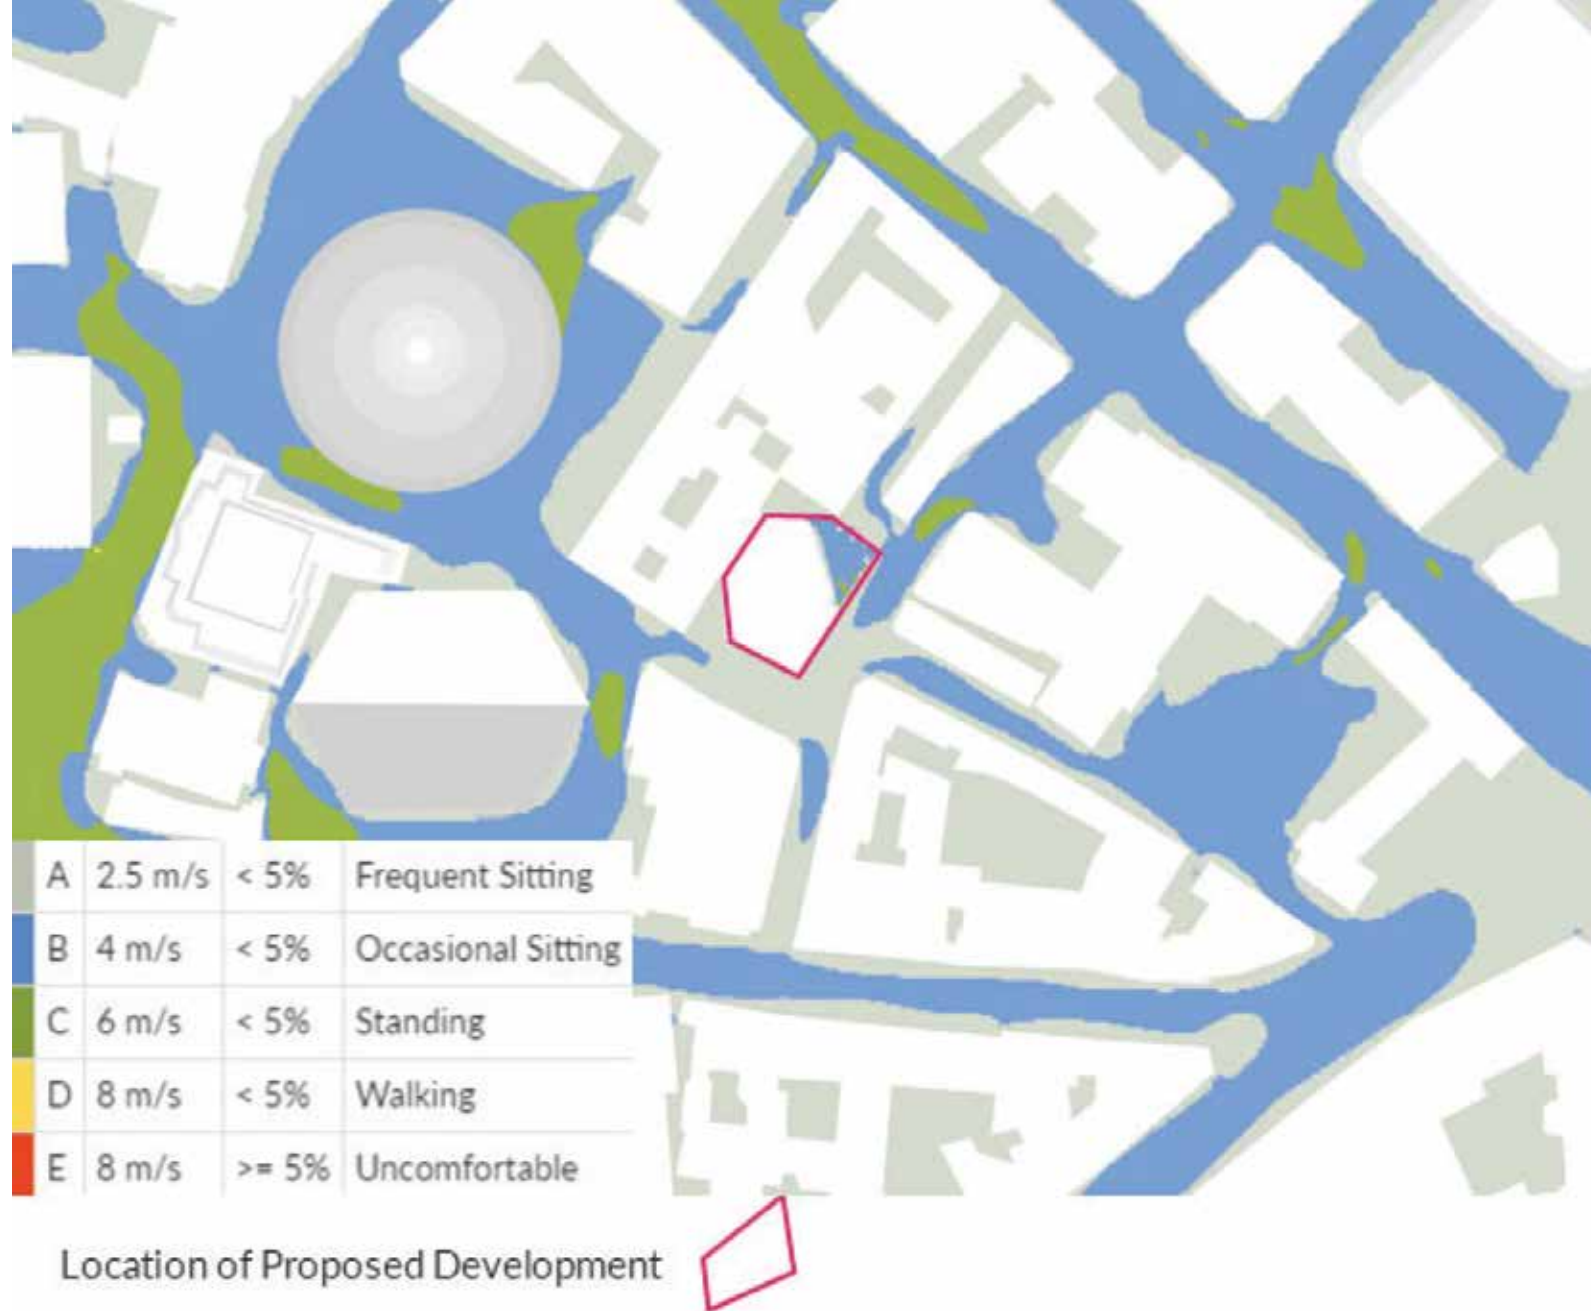 A 2.5 m/s < 5% Frequent Sitting
B 4 m/s < 5% Occasional Sitting
C 6 m/s < 5% Standing
D 8 m/s < 5% Walking
E 8 m/s >= 5% Uncomfortable
Location of Proposed Development